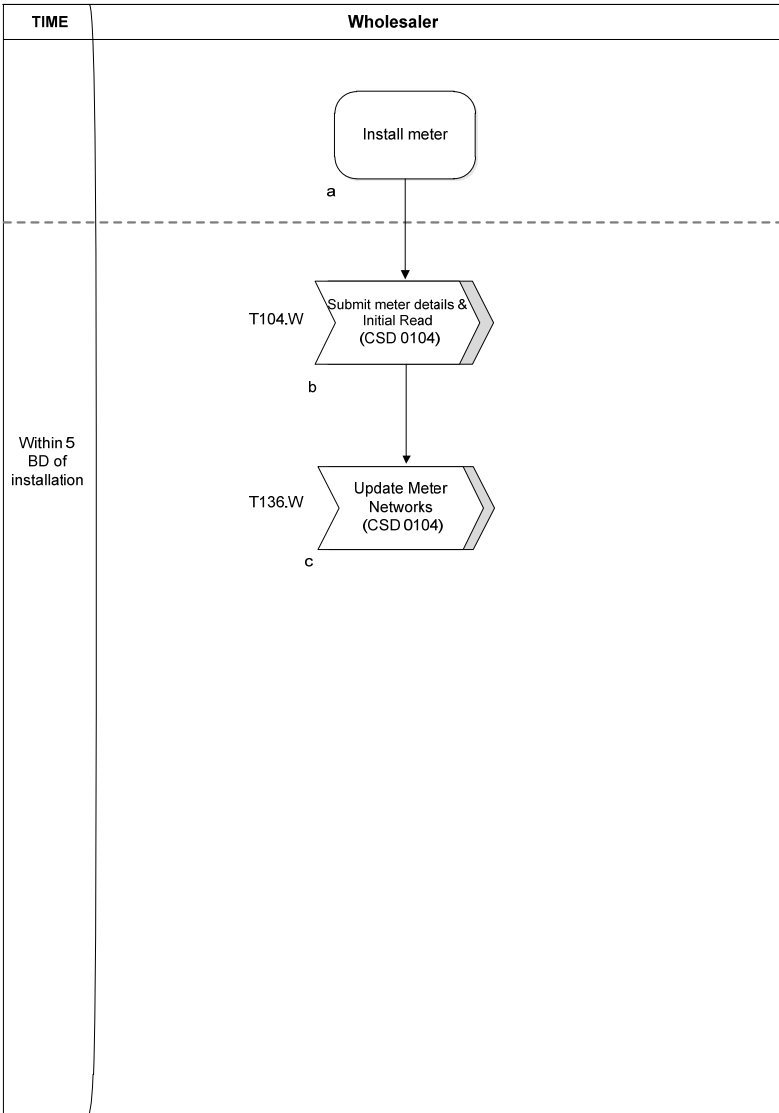 TIME
Wholesaler
Install meter
a
T104.W
Submit meter details &
Initial Read
(CSD 0104)
b
Within 5
BD of
installation
T136.W
Update Meter
Networks
(CSD 0104)
c